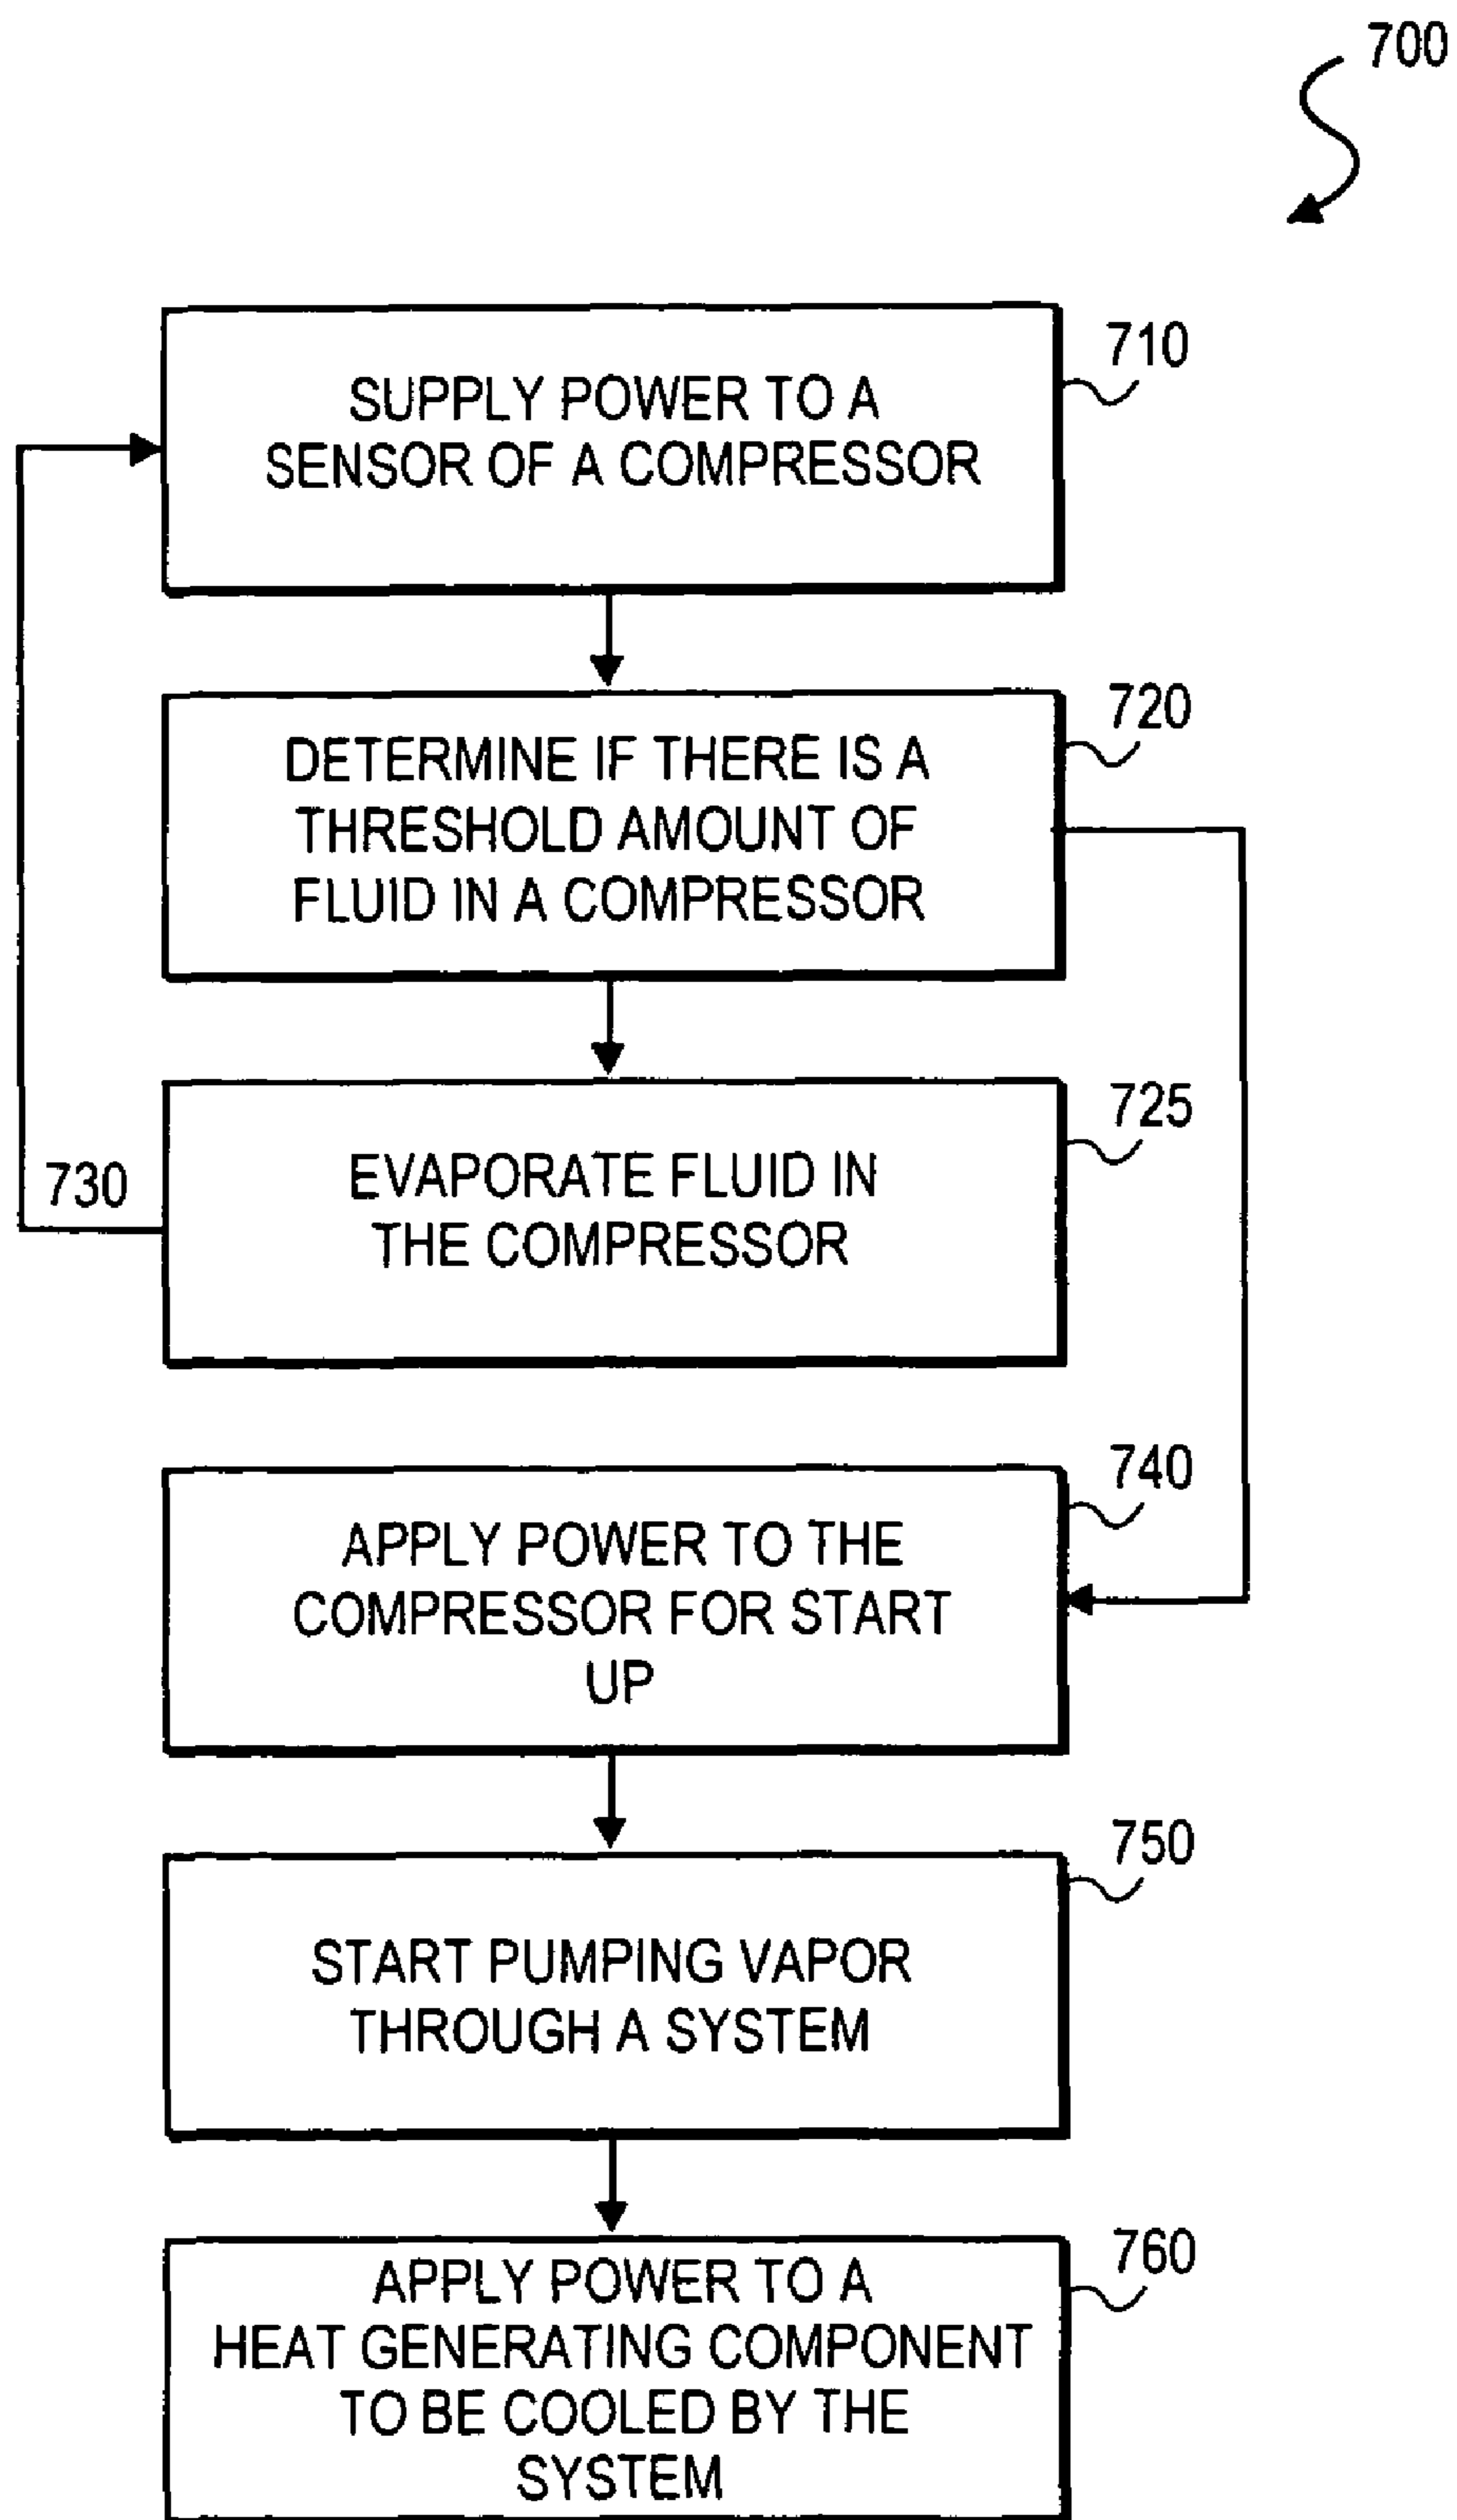 700
710
SUPPLY POWER TO A
SENSOR OF A COMPRESSOR
720
DETERMINE IF THERE IS A
THRESHOLD AMOUNT OF
FLUID IN A COMPRESSOR
725
730
EVAPORATE FLUID IN
THE COMPRESSOR
740
APPLY POWER TO THE
COMPRESSOR FOR START
UP
750
START PUMPING VAPOR
THROUGH A SYSTEM
760
APPLY POWER TO A
HEAT GENERATING COMPONENT
TO BE COOLED BY THE
SYSTEM